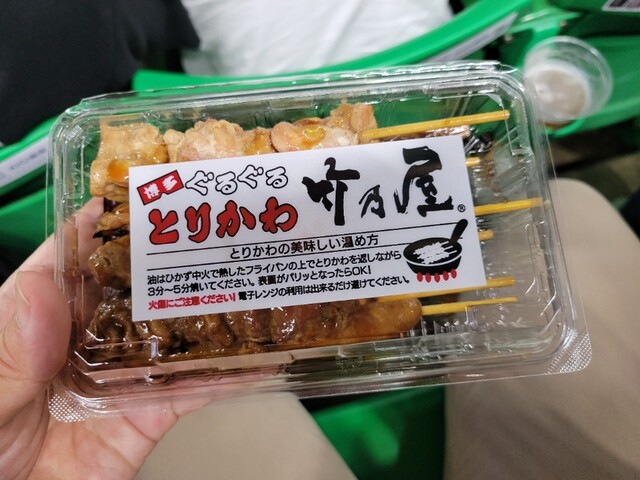 博多 ぐるぐる
とりかわ 竹乃屋®
とりかわの美味しい温め方
油はひかず中火で熱したフライパンの上でとりかわを返しながら
3分〜5分焼いてください。表面がパリッとなったらOK!
火傷にご注意ください! 電子レンジの利用は出来るだけ避けてください。